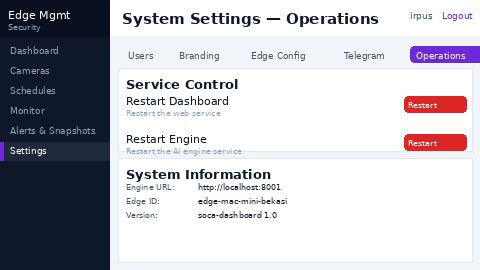 Edge Mgmt
Security
Dashboard
Cameras
Schedules
Monitor
Alerts & Snapshots
Settings
System Settings — Operations
irpus Logout
Users Branding Edge Config Telegram Operations
Service Control
Restart Dashboard
Restart the web service
Restart
Restart Engine
Restart the AI engine service
Restart
System Information
Engine URL: http://localhost:8001
Edge ID: edge-mac-mini-bekasi
Version: soca-dashboard 1.0